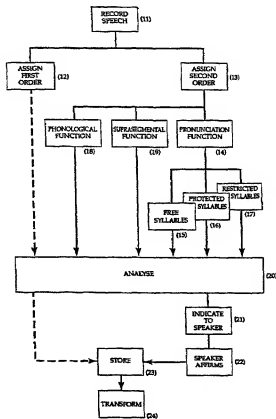 RECORD
SPEECH
(11)
ASSIGN
FIRST
ORDER
(12)
ASSIGN
SECOND
ORDER
(13)
PHONOLOGICAL
FUNCTION
(18)
SUPRASEGMENTAL
FUNCTION
(19)
PRONUNCIATION
FUNCTION
(14)
RESTRICTED
SYLLABLES
(17)
PROTECTED
SYLLABLES
(16)
FREE
SYLLABLES
(15)
ANALYSE
(20)
INDICATE
TO
SPEAKER
(21)
STORE
(23)
SPEAKER
AFFIRMS
(22)
TRANSFORM
(24)